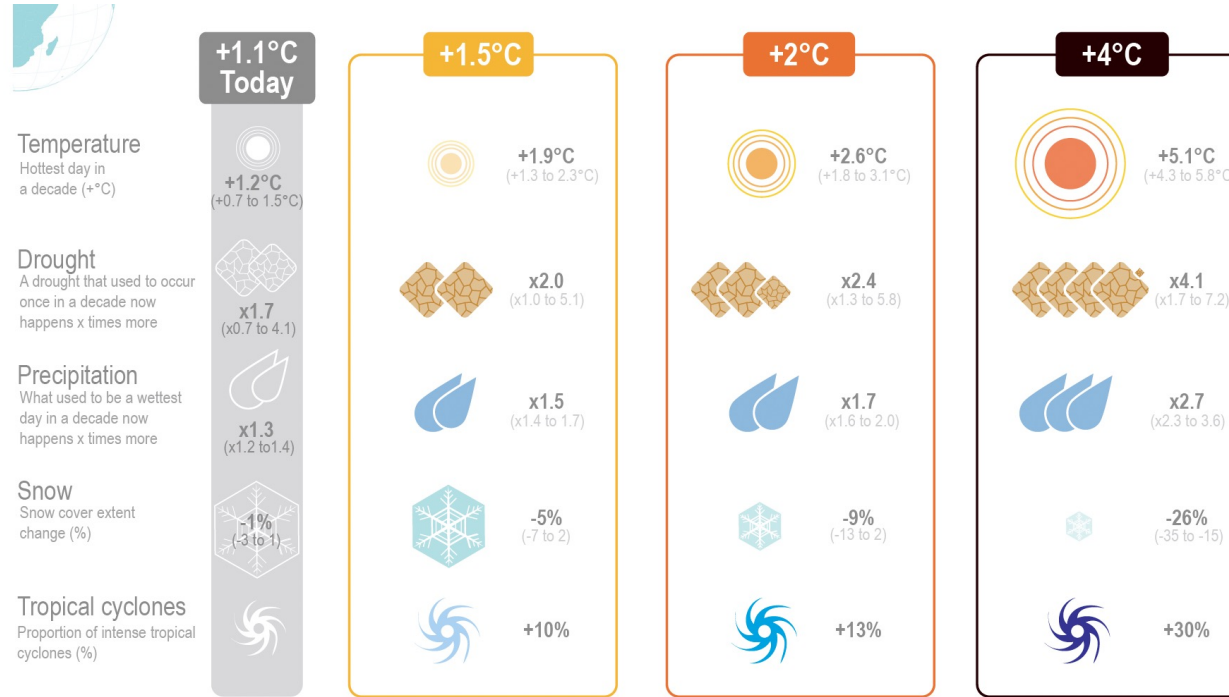 +1.1°C
Today
+1.5°C
+2°C
+4°C
Temperature
Hottest day in
a decade (+°C)
+1.2°C
(+0.7 to 1.5°C)
+1.9°C
(+1.3 to 2.3°C)
+2.6°C
(+1.8 to 3.1°C)
+5.1°C
(+4.3 to 5.8°C
Drought
A drought that used to occur
once in a decade now
happens x times more
x1.7
(x0.7 to 4.1)
x2.0
(x1.0 to 5.1)
x2.4
(x1.3 to 5.8)
x4.1
(x1.7 to 7.2)
Precipitation
What used to be a wettest
day in a decade now
happens x times more
x1.3
(x1.2 to1.4)
x1.5
(x1.4 to 1.7)
x1.7
(x1.6 to 2.0)
x2.7
(x2.3 to 3.6)
Snow
Snow cover extent
change (%)
-1%
(-3 to 1)
-5%
(-7 to 2)
-9%
(-13 to 2)
-26%
(-35 to -15)
Tropical cyclones
Proportion of intense tropical
cyclones (%)
+10%
+13%
+30%